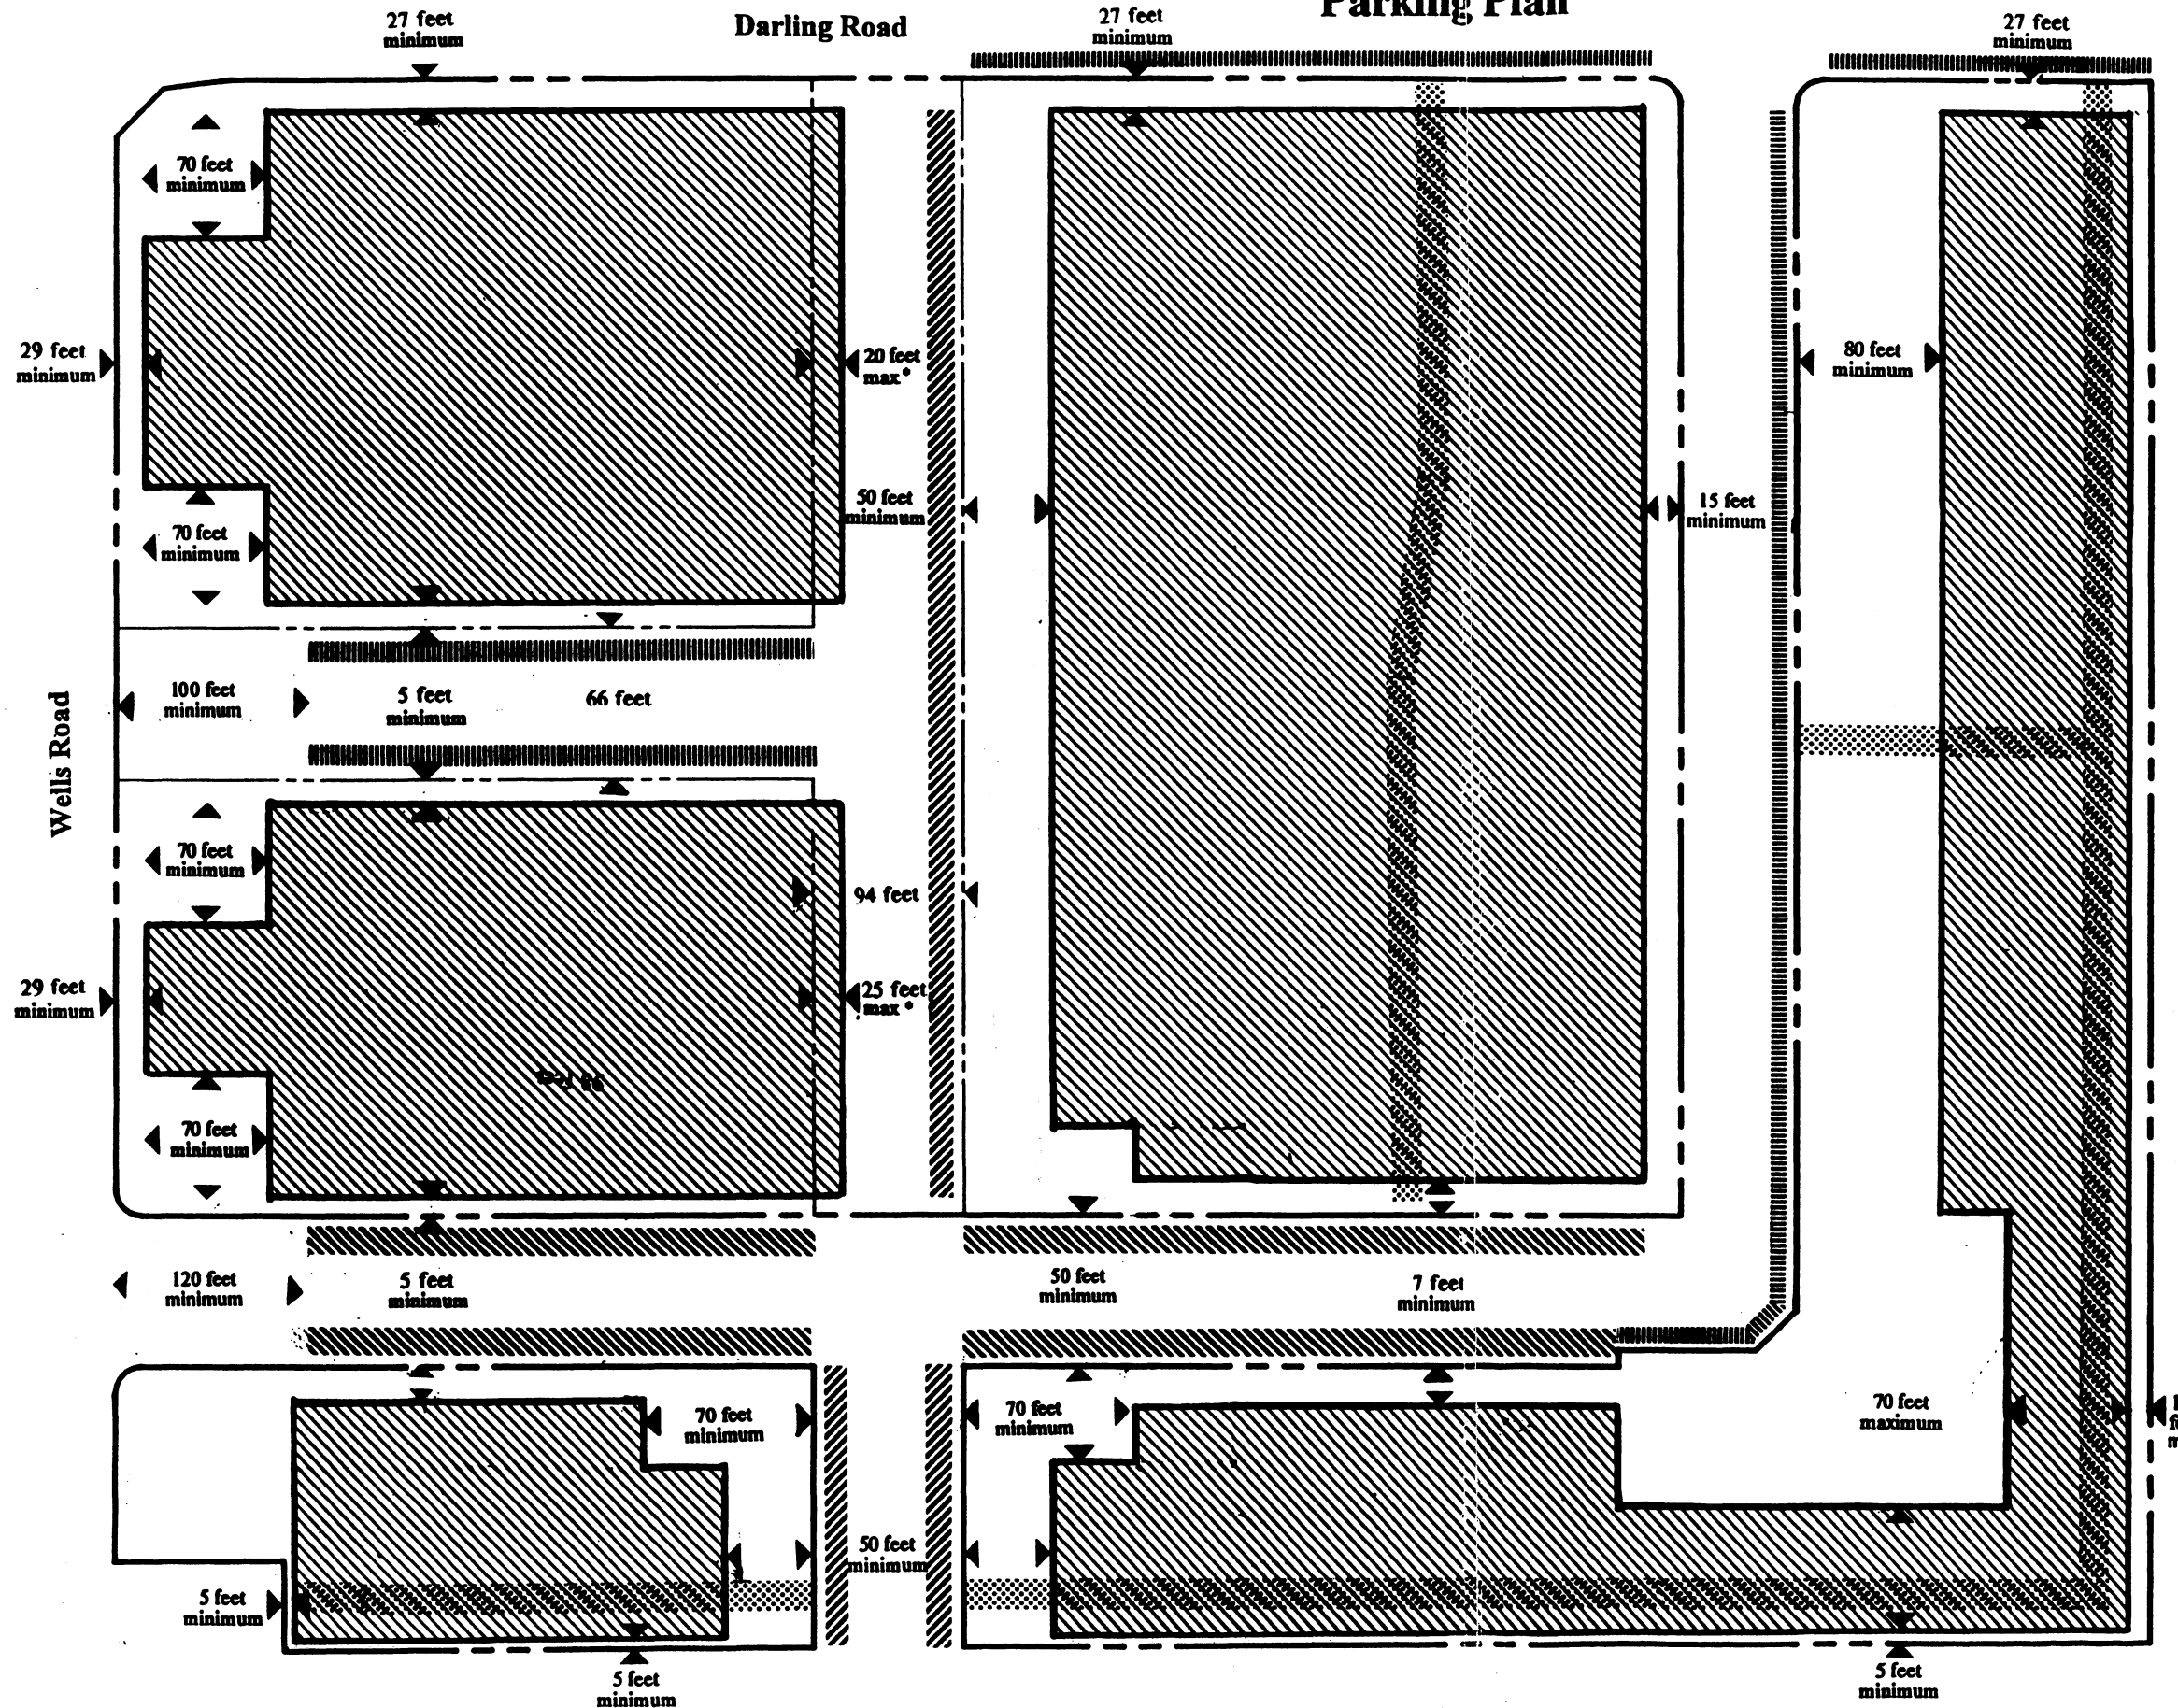 Parking Plan
27 feet
minimum
Darling Road
27 feet
minimum
27 feet
minimum
70 feet
minimum
29 feet
minimum
20 feet
max*
80 feet
minimum
50 feet
minimum
15 feet
minimum
70 feet
minimum
Wells Road
100 feet
minimum
5 feet
minimum
66 feet
70 feet
minimum
94 feet
29 feet
minimum
25 feet
max*
70 feet
minimum
120 feet
minimum
5 feet
minimum
50 feet
minimum
7 feet
minimum
70 feet
minimum
70 feet
minimum
70 feet
maximum
50 feet
minimum
5 feet
minimum
5 feet
minimum
5 feet
minimum